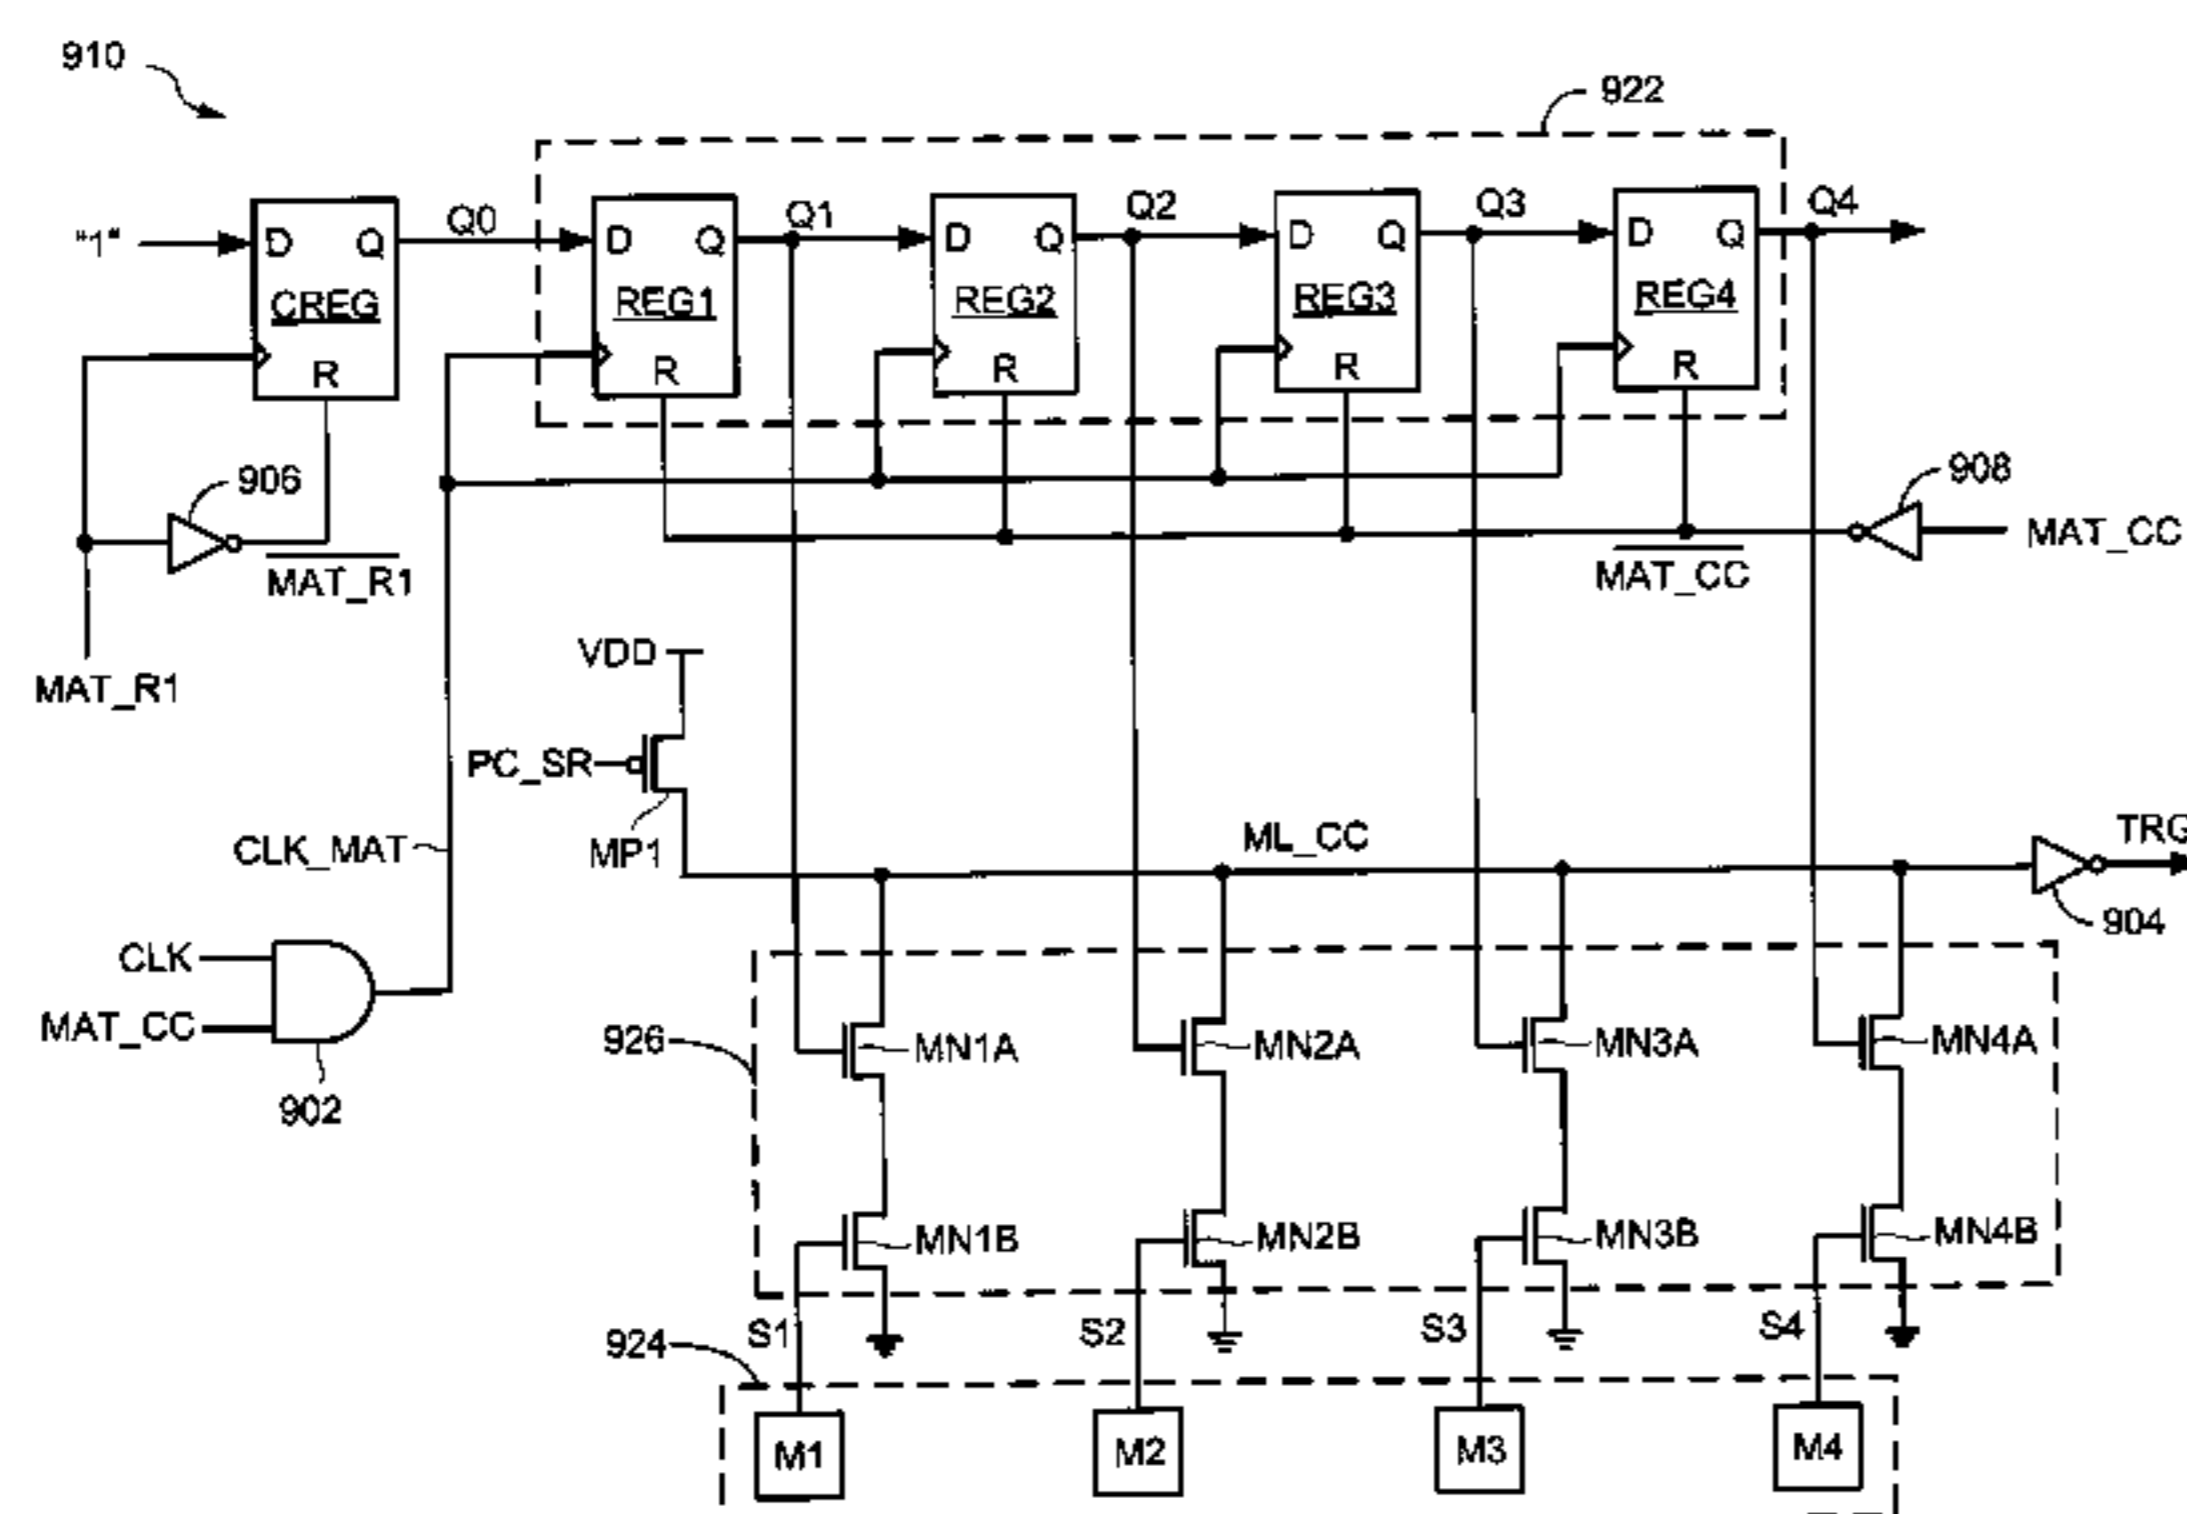 910
922
"1"
D Q
CREG
R
Q0
D Q
REG1
R
Q1
D Q
REG2
R
Q2
D Q
REG3
R
Q3
D Q
REG4
R
Q4
906
MAT_R1
MAT_R1
908
MAT_CC
MAT_CC
VDD
PC_SR
MP1
CLK_MAT
ML_CC
TRG
904
CLK
MAT_CC
902
926
MN1A
MN2A
MN3A
MN4A
MN1B
MN2B
MN3B
MN4B
924
S1
S2
S3
S4
M1
M2
M3
M4